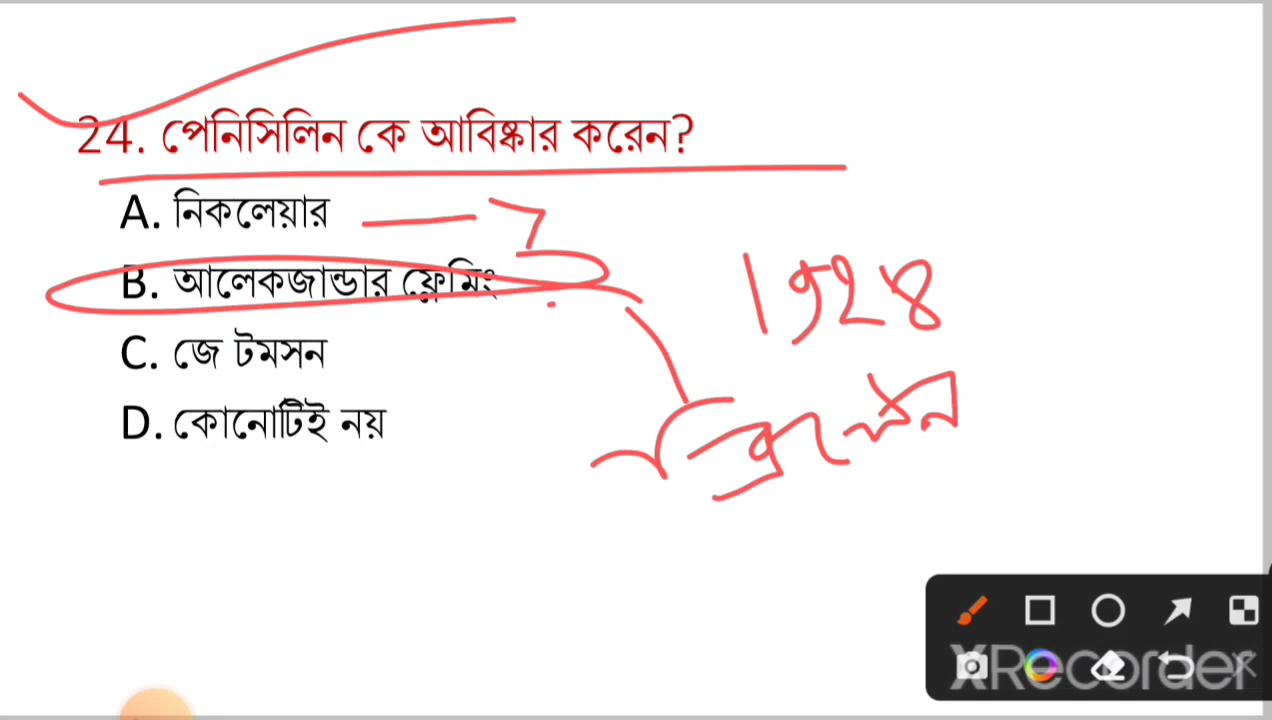 24. পেনিসিলিন কে আবিষ্কার করেন?
A. নিকলেয়ার
B. আলেকজান্ডার ফ্লেমিং
1928
C. জে টমসন
D. কোনোটিই নয়
XRecorder